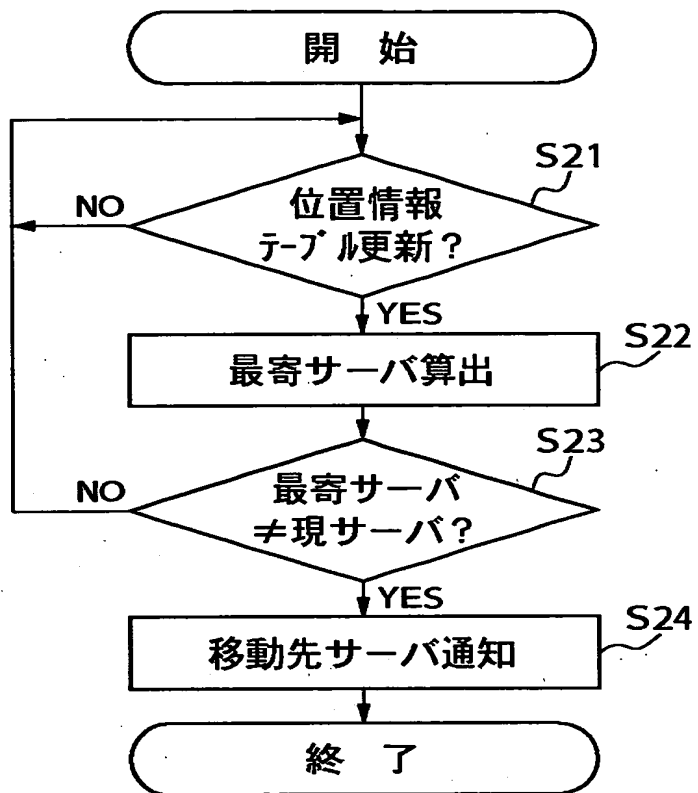 開 始
S21
NO
位置情報
テーブル更新?
YES
S22
最寄サーバ算出
S23
NO
最寄サーバ
≠現サーバ?
YES
S24
移動先サーバ通知
終 了